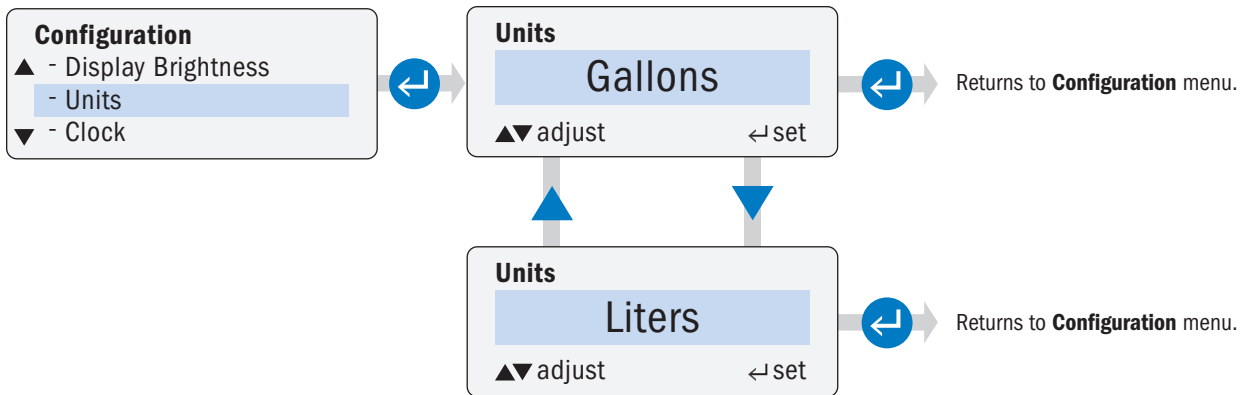 Configuration
▲ - Display Brightness
- Units
▼ - Clock
Units
Gallons
▲▼ adjust ↵ set
Returns to Configuration menu.
Units
Liters
▲▼ adjust ↵ set
Returns to Configuration menu.